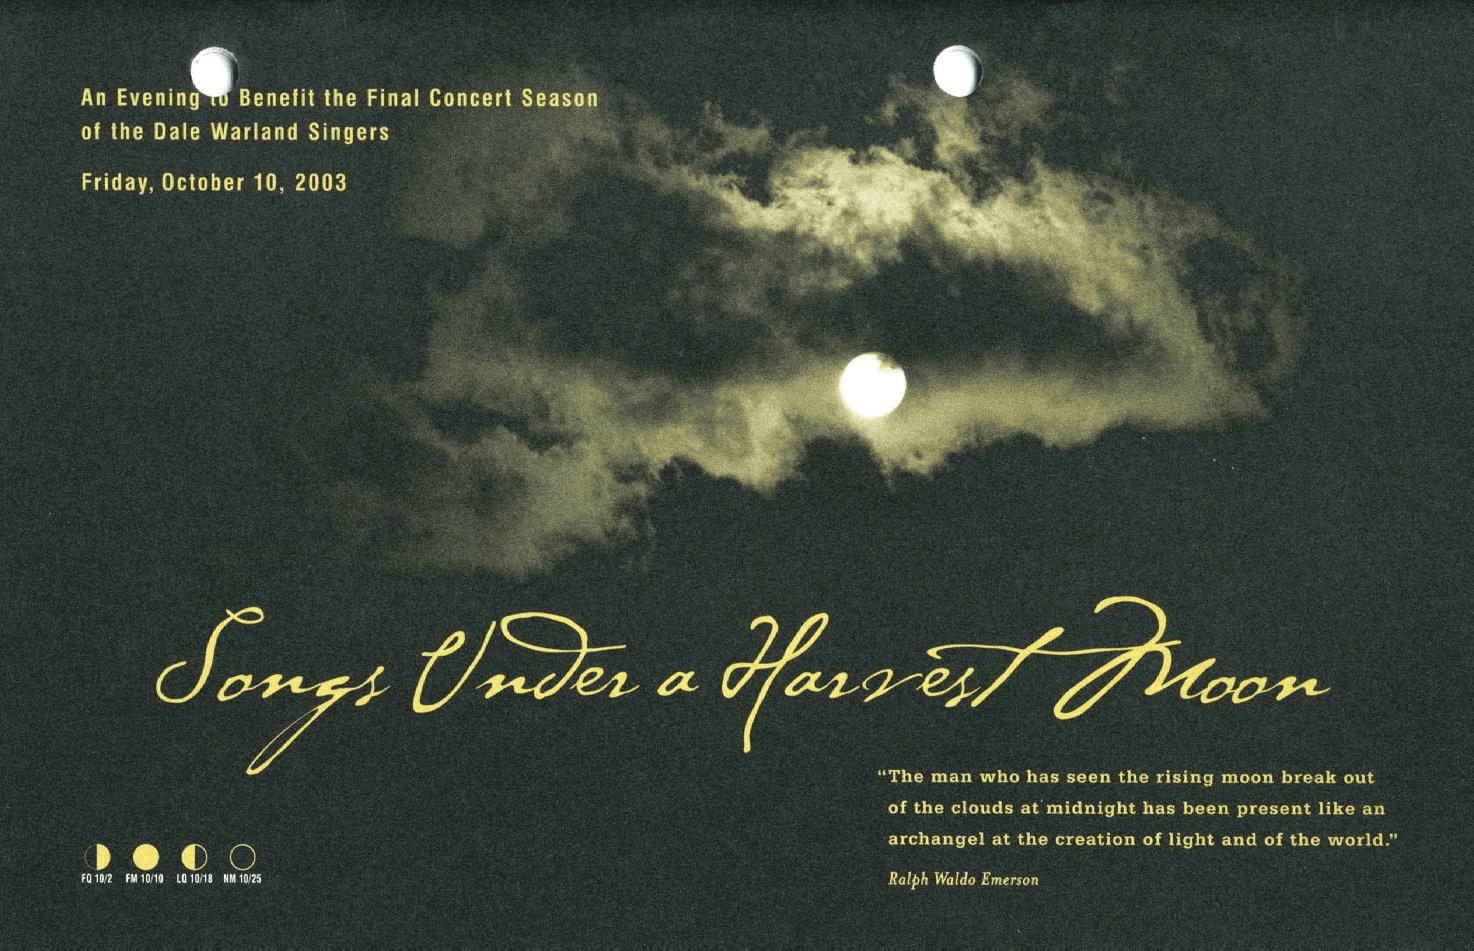 An Evening to Benefit the Final Concert Season
of the Dale Warland Singers
Friday, October 10, 2003
Songs Under a Harvest Moon
“The man who has seen the rising moon break out
of the clouds at midnight has been present like an
archangel at the creation of light and of the world.”
Ralph Waldo Emerson
FQ 10/2 FM 10/10 LQ 10/18 NM 10/25